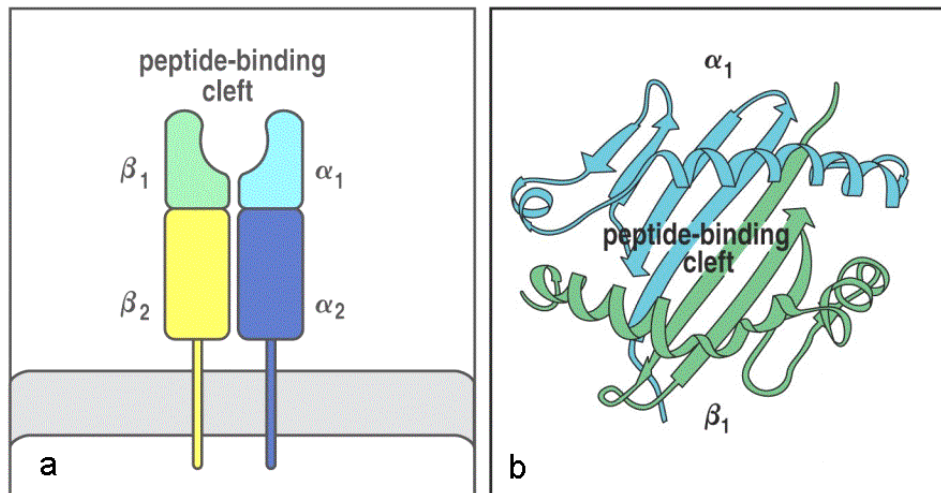 peptide-binding
cleft
β1
α1
β2
α2
a
α1
peptide-binding
cleft
β1
b